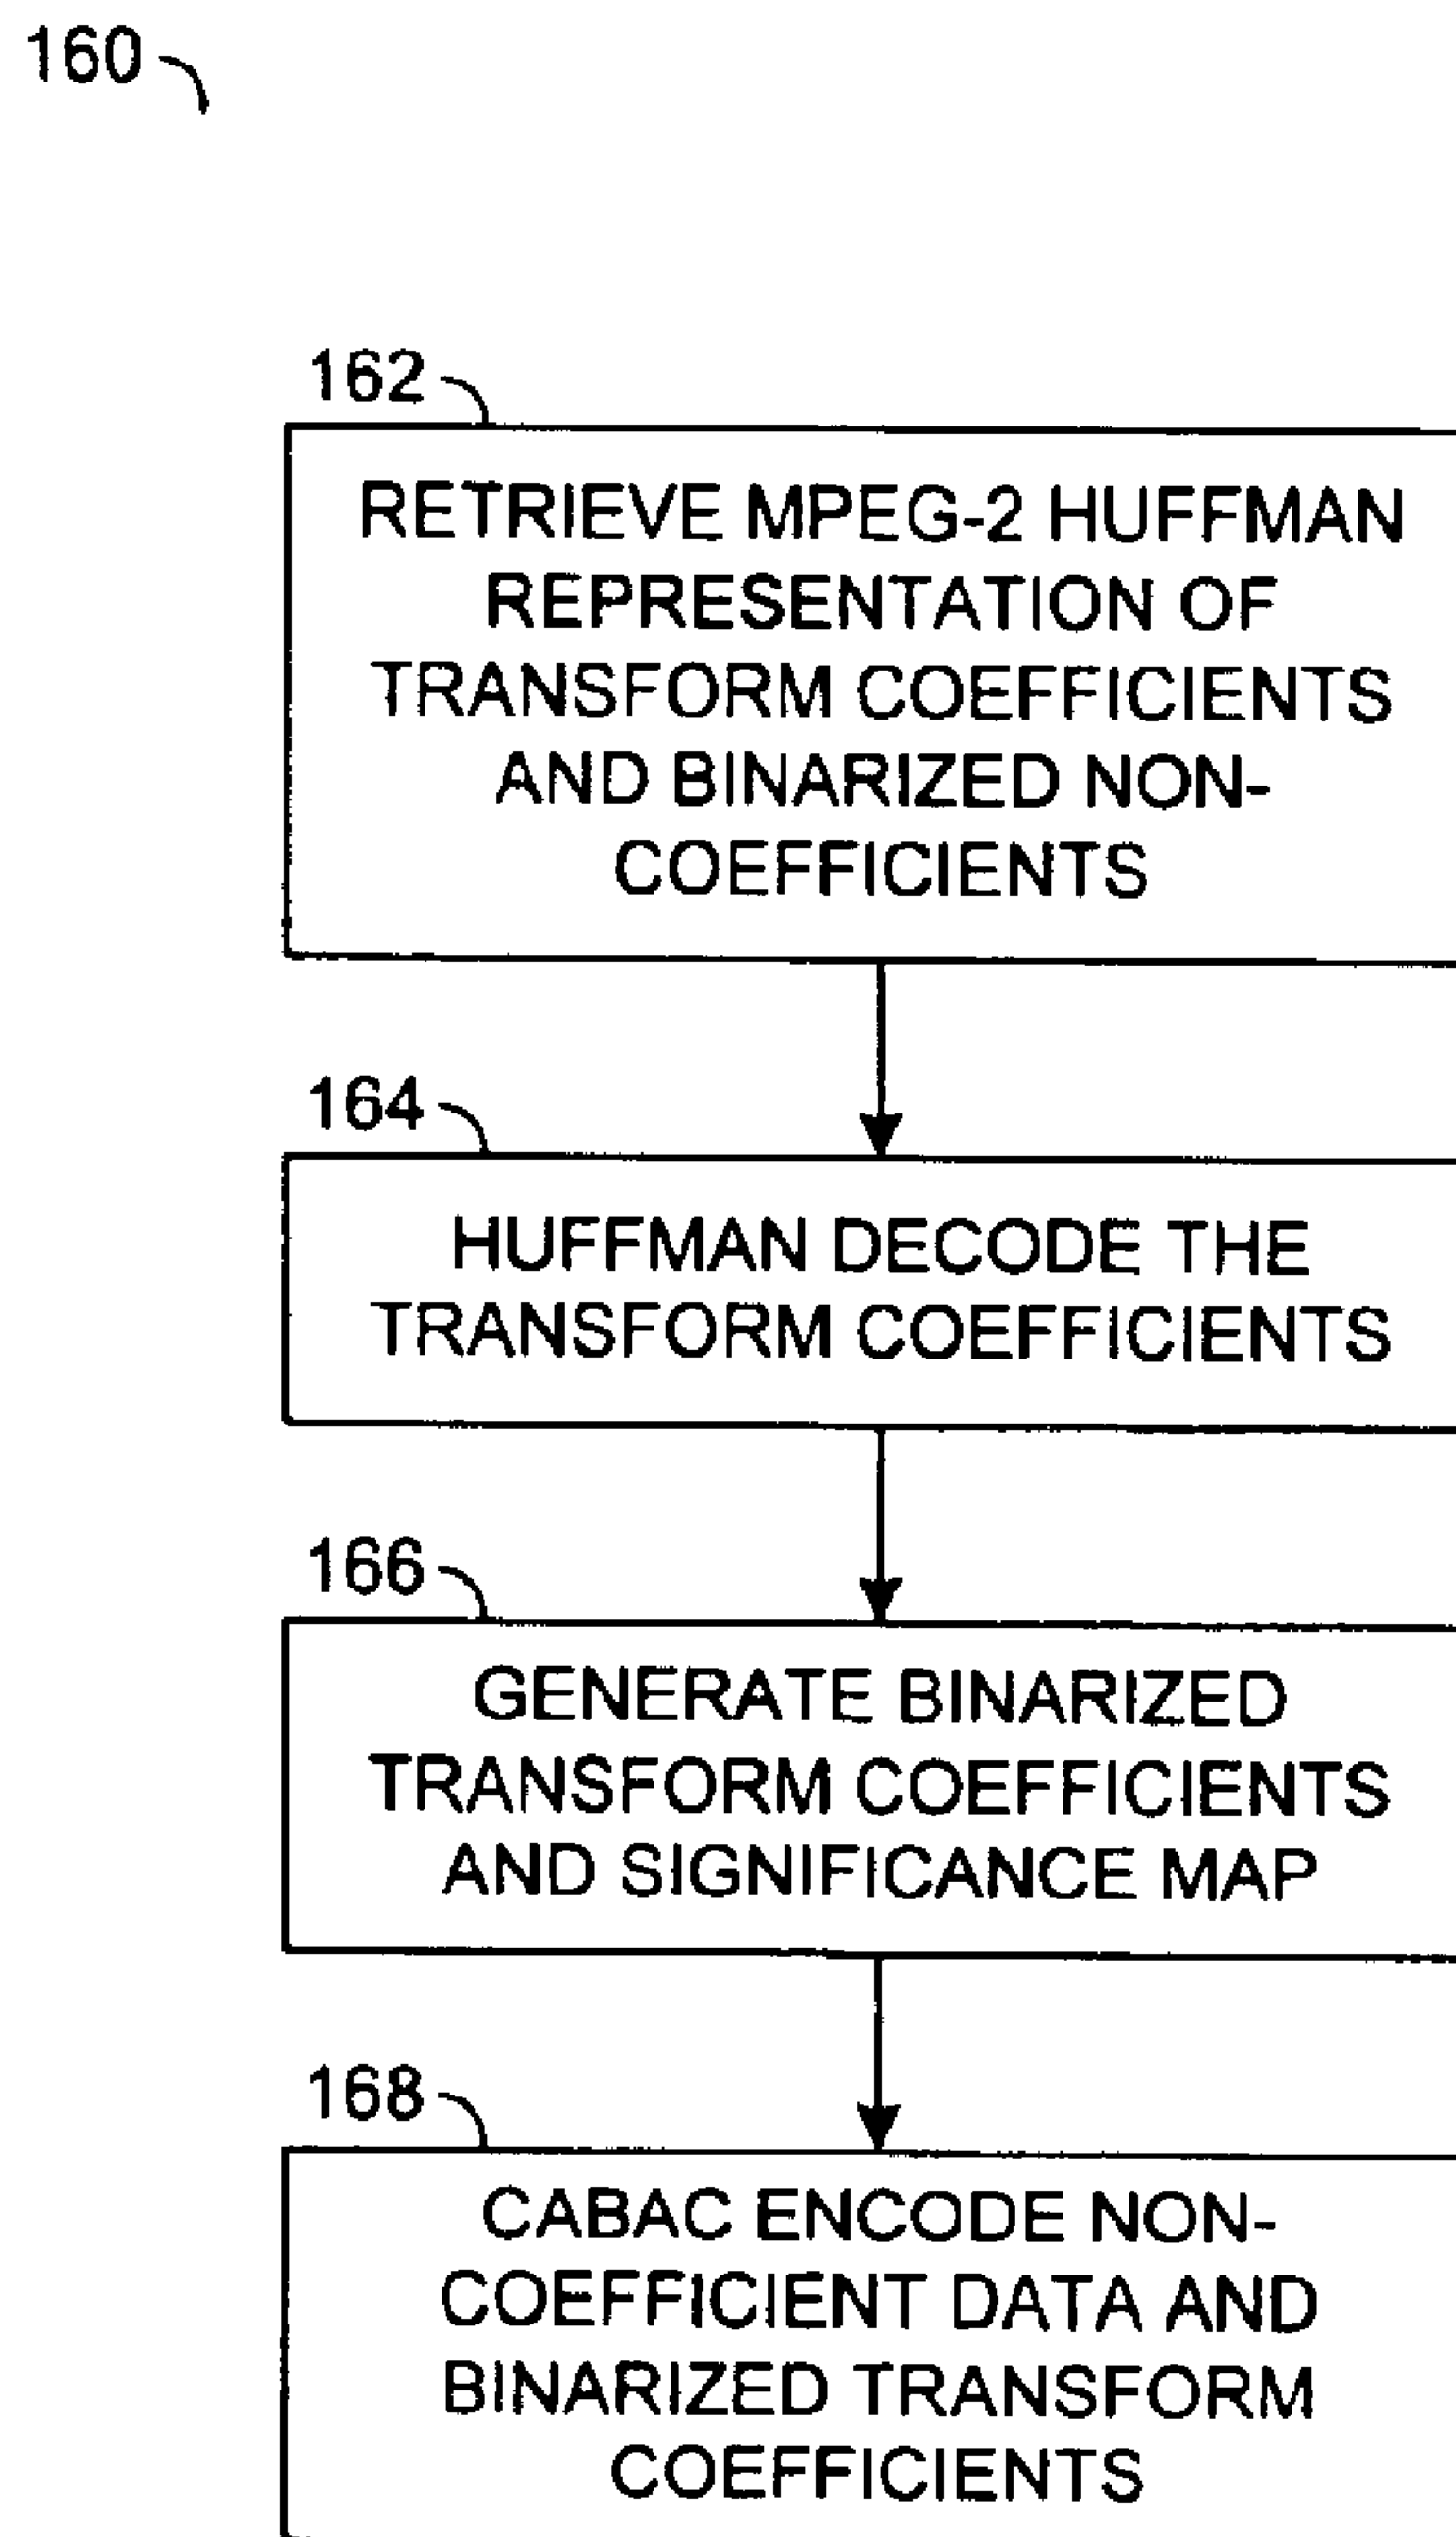 160
162
RETRIEVE MPEG-2 HUFFMAN
REPRESENTATION OF
TRANSFORM COEFFICIENTS
AND BINARIZED NON-
COEFFICIENTS
164
HUFFMAN DECODE THE
TRANSFORM COEFFICIENTS
166
GENERATE BINARIZED
TRANSFORM COEFFICIENTS
AND SIGNIFICANCE MAP
168
CABAC ENCODE NON-
COEFFICIENT DATA AND
BINARIZED TRANSFORM
COEFFICIENTS